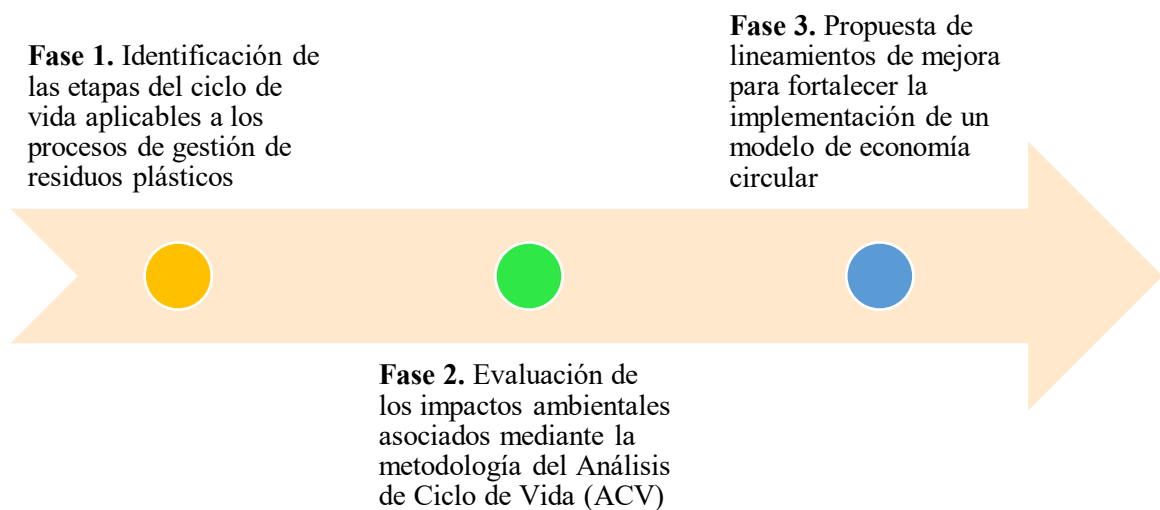 Fase 1. Identificación de
las etapas del ciclo de
vida aplicables a los
procesos de gestión de
residuos plásticos
Fase 2. Evaluación de
los impactos ambientales
asociados mediante la
metodología del Análisis
de Ciclo de Vida (ACV)
Fase 3. Propuesta de
lineamientos de mejora
para fortalecer la
implementación de un
modelo de economía
circular